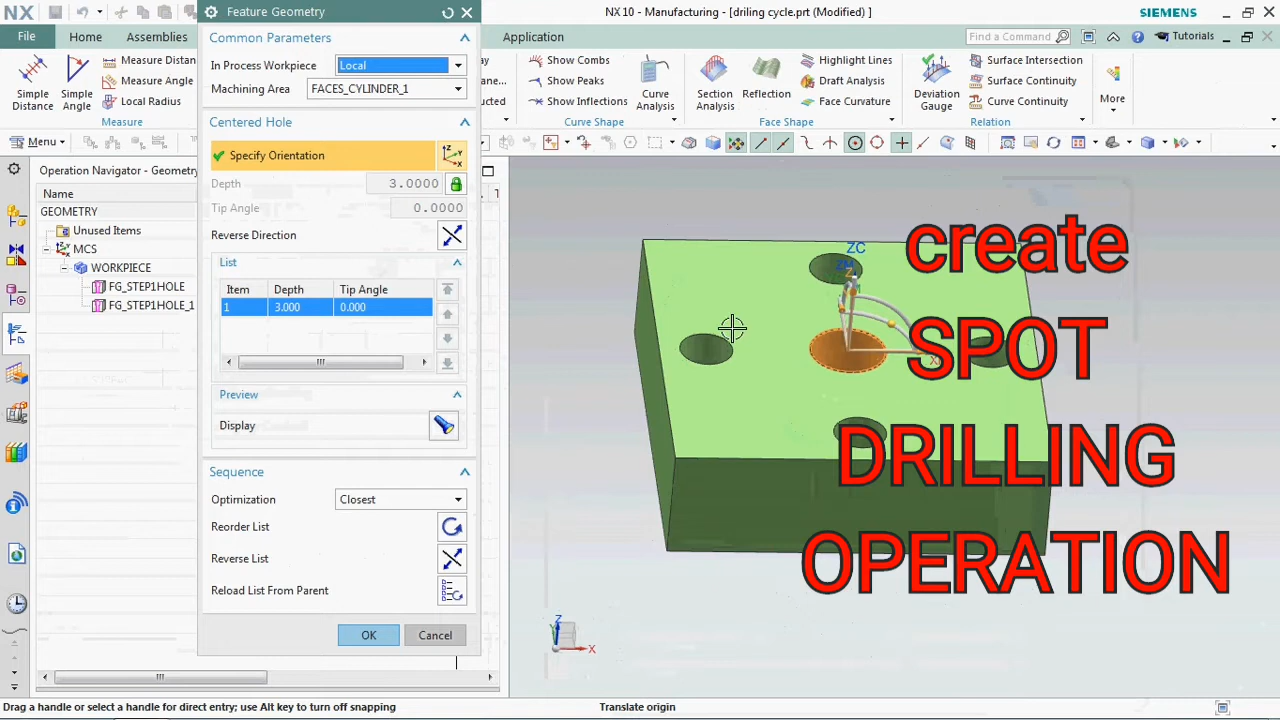 NX
NX 10 - Manufacturing - [driling cycle.prt (Modified) ]
SIEMENS
File
Home
Assemblies
Application
Find a Command
Tutorials
Simple Distance
Simple Angle
Measure Distan
Measure Angle
Local Radius
Measure
Show Combs
Show Peaks
Show Inflections
Curve Analysis
Curve Shape
Section Analysis
Reflection
Highlight Lines
Draft Analysis
Face Curvature
Face Shape
Deviation Gauge
Surface Intersection
Surface Continuity
Curve Continuity
Relation
More
Menu
Operation Navigator - Geometry
Name
GEOMETRY
Unused Items
MCS
WORKPIECE
FG_STEP1HOLE
FG_STEP1HOLE_1
Feature Geometry
Common Parameters
In Process Workpiece
Local
Machining Area
FACES_CYLINDER_1
Centered Hole
Specify Orientation
Depth
3.0000
Tip Angle
0.0000
Reverse Direction
List
Item Depth Tip Angle
1 3.000 0.000
Preview
Display
Sequence
Optimization
Closest
Reorder List
Reverse List
Reload List From Parent
OK
Cancel
ZC
ZM
create
SPOT
DRILLING
OPERATION
Z
X
Drag a handle or select a handle for direct entry; use Alt key to turn off snapping
Translate origin